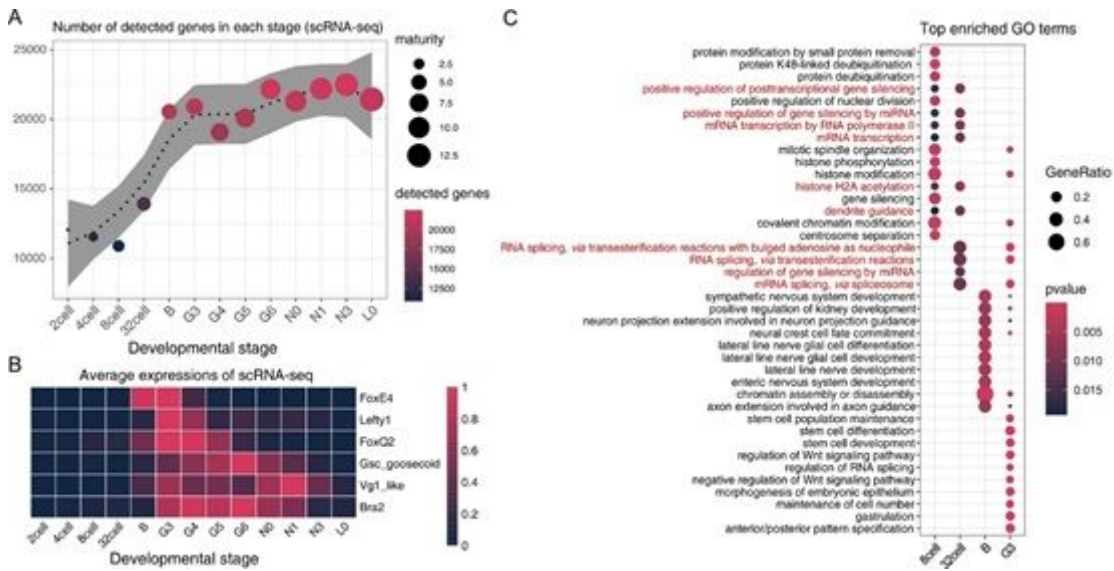 A
Number of detected genes in each stage (scRNA-seq)
25000
20000
15000
10000
2cell
4cell
8cell
32cell
B
G3
G4
G5
G6
N0
N1
N3
L0
Developmental stage
maturity
2.5
5.0
7.5
10.0
12.5
detected genes
20000
17500
15000
12500
B
Average expressions of scRNA-seq
FoxE4
Lefty1
FoxQ2
Gsc_goosecoid
Vg1_like
Bra2
2cell
4cell
8cell
32cell
B
G3
G4
G5
G6
N0
N1
N3
L0
Developmental stage
1
0.8
0.6
0.4
0.2
0
C
Top enriched GO terms
protein modification by small protein removal
protein K48-linked deubiquitination
protein deubiquitination
positive regulation of posttranscriptional gene silencing
positive regulation of nuclear division
positive regulation of gene silencing by miRNA
mRNA transcription by RNA polymerase II
mRNA transcription
mitotic spindle organization
histone phosphorylation
histone modification
histone H2A acetylation
gene silencing
dendrite guidance
covalent chromatin modification
centrosome separation
RNA splicing, via transesterification reactions with bulged adenosine as nucleophile
RNA splicing, via transesterification reactions
regulation of gene silencing by miRNA
mRNA splicing, via spliceosome
sympathetic nervous system development
positive regulation of kidney development
neuron projection extension involved in neuron projection guidance
neural crest cell fate commitment
lateral line nerve glial cell differentiation
lateral line nerve glial cell development
lateral line nerve development
enteric nervous system development
chromatin assembly or disassembly
axon extension involved in axon guidance
stem cell population maintenance
stem cell differentiation
stem cell development
regulation of Wnt signaling pathway
regulation of RNA splicing
negative regulation of Wnt signaling pathway
morphogenesis of embryonic epithelium
maintenance of cell number
gastrulation
anterior/posterior pattern specification
8cell
32cell
B
G3
GeneRatio
0.2
0.4
0.6
pvalue
0.005
0.010
0.015